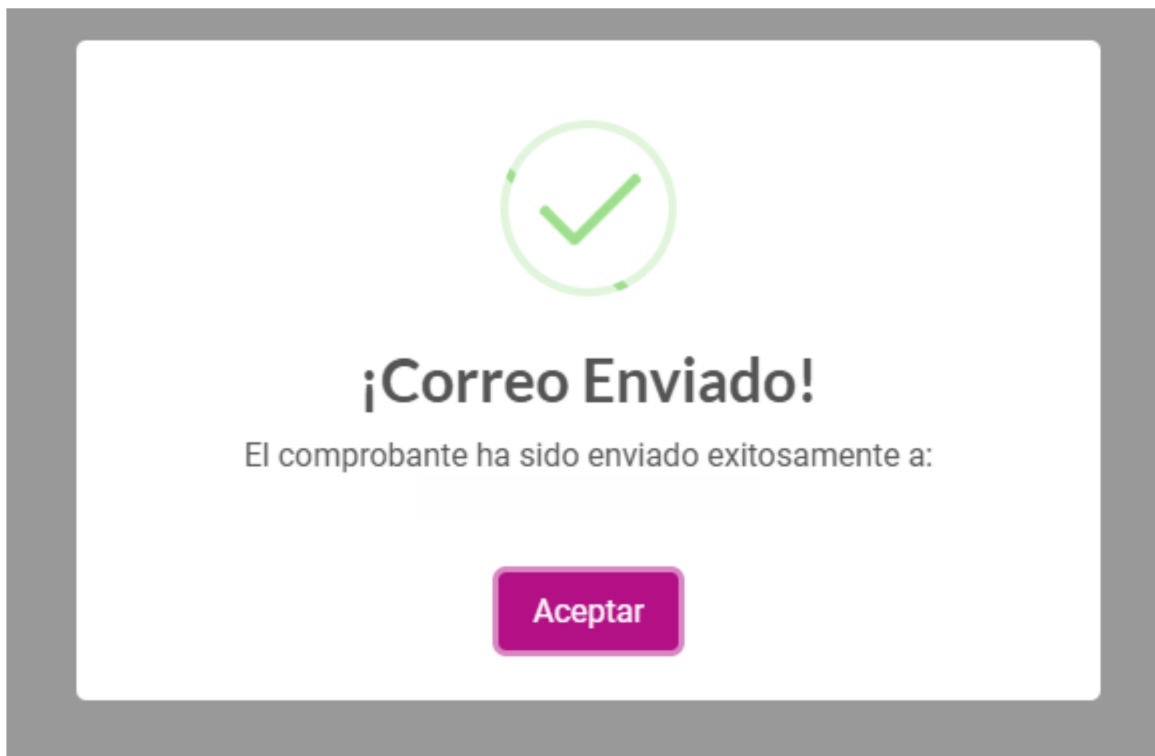 ¡Correo Enviado!
El comprobante ha sido enviado exitosamente a:
Aceptar